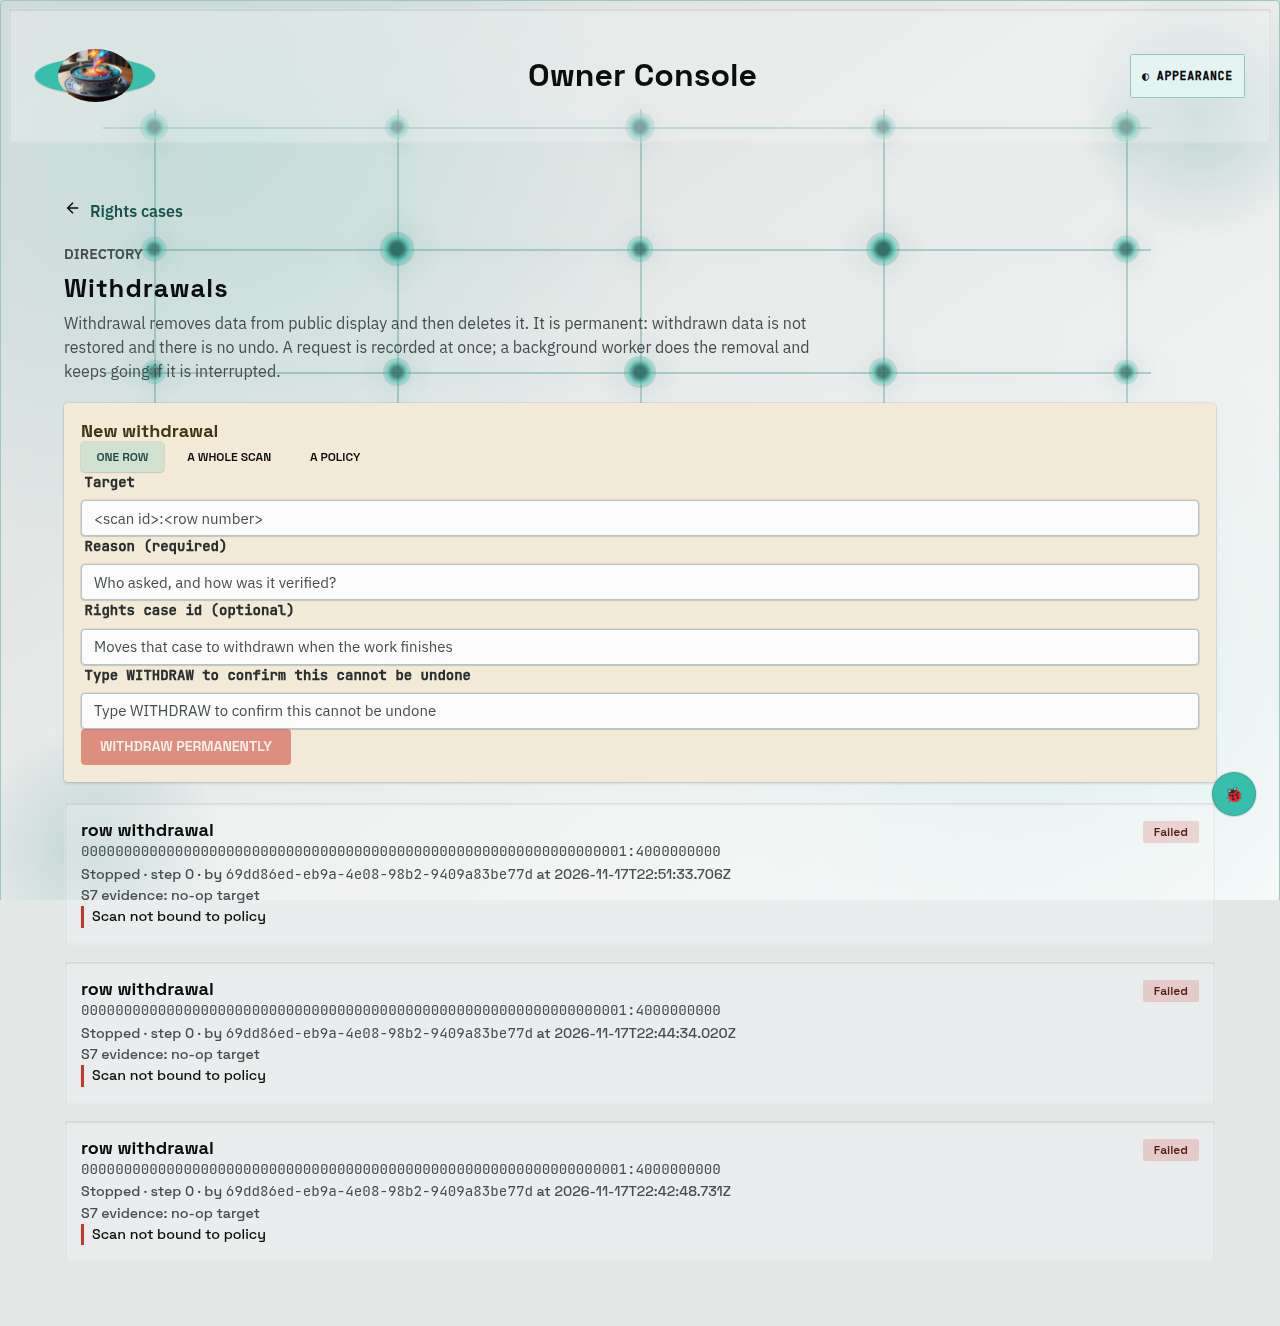 Owner Console
◐ APPEARANCE
← Rights cases
DIRECTORY
Withdrawals
Withdrawal removes data from public display and then deletes it. It is permanent: withdrawn data is not
restored and there is no undo. A request is recorded at once; a background worker does the removal and
keeps going if it is interrupted.
New withdrawal
ONE ROW A WHOLE SCAN A POLICY
Target
<scan id>:<row number>
Reason (required)
Who asked, and how was it verified?
Rights case id (optional)
Moves that case to withdrawn when the work finishes
Type WITHDRAW to confirm this cannot be undone
Type WITHDRAW to confirm this cannot be undone
WITHDRAW PERMANENTLY
row withdrawal
Failed
0000000000000000000000000000000000000000000000000000000000000001:4000000000
Stopped · step 0 · by 69dd86ed-eb9a-4e08-98b2-9409a83be77d at 2026-11-17T22:51:33.706Z
S7 evidence: no-op target
Scan not bound to policy
row withdrawal
Failed
0000000000000000000000000000000000000000000000000000000000000001:4000000000
Stopped · step 0 · by 69dd86ed-eb9a-4e08-98b2-9409a83be77d at 2026-11-17T22:44:34.020Z
S7 evidence: no-op target
Scan not bound to policy
row withdrawal
Failed
0000000000000000000000000000000000000000000000000000000000000001:4000000000
Stopped · step 0 · by 69dd86ed-eb9a-4e08-98b2-9409a83be77d at 2026-11-17T22:42:48.731Z
S7 evidence: no-op target
Scan not bound to policy